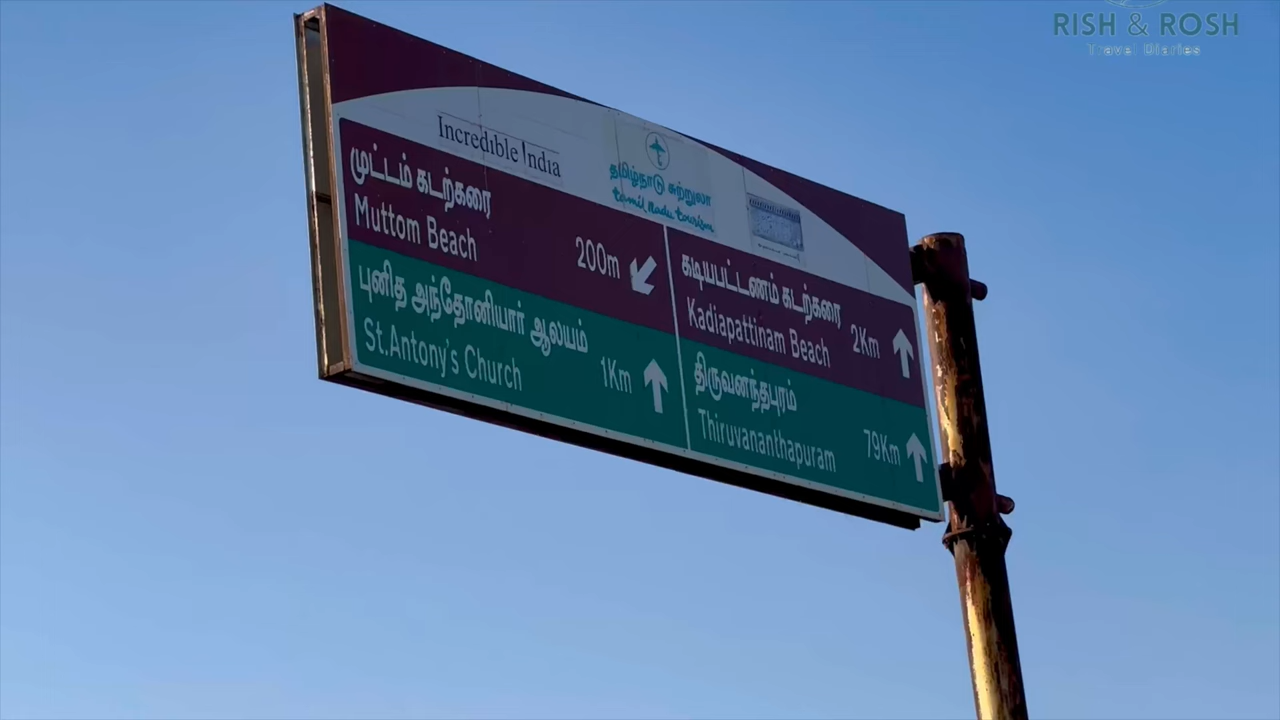 RISH & ROSH
Travel Diaries
Incredible India
தமிழ்நாடு சுற்றுலா
tamil nadu tourism
முட்டம் கடற்கரை
Muttom Beach
200m
புனித அந்தோனியார் ஆலயம்
St.Antony's Church
1Km
கடியபட்டணம் கடற்கரை
Kadiapattinam Beach
2Km
திருவனந்தபுரம்
Thiruvananthapuram
79Km